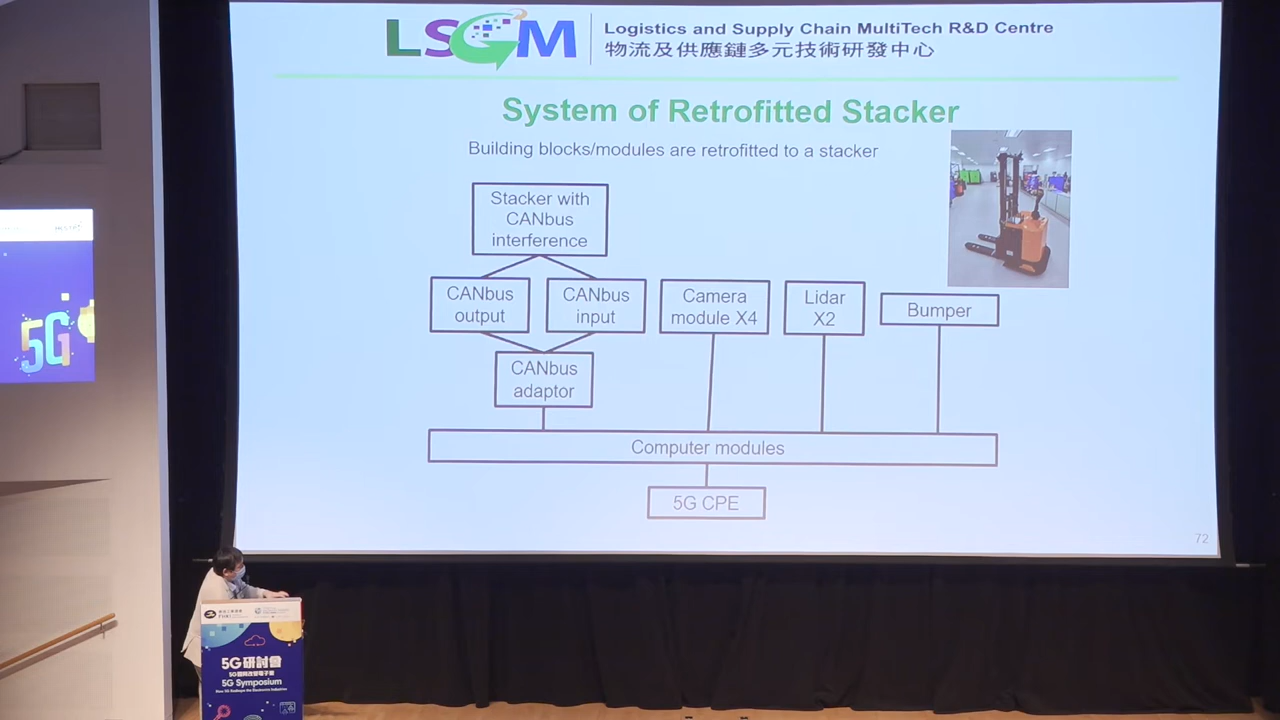 LSCM
Logistics and Supply Chain MultiTech R&D Centre
物流及供應鏈多元技術研發中心
System of Retrofitted Stacker
Building blocks/modules are retrofitted to a stacker
Stacker with
CANbus
interference
CANbus
output
CANbus
input
Camera
module X4
Lidar
X2
Bumper
CANbus
adaptor
Computer modules
5G CPE
72
5G
5G研討會
5G Symposium